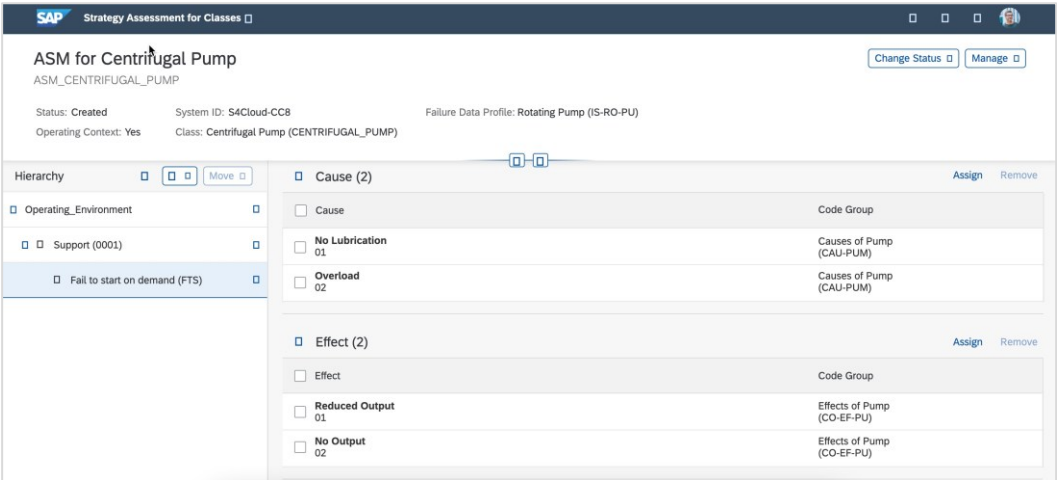 SAP Strategy Assessment for Classes
ASM for Centrifugal Pump
Change Status Manage
ASM_CENTRIFUGAL_PUMP
Status: Created System ID: S4Cloud-CC8 Failure Data Profile: Rotating Pump (IS-RO-PU)
Operating Context: Yes Class: Centrifugal Pump (CENTRIFUGAL_PUMP)
Hierarchy Move
Operating_Environment
Support (0001)
Fail to start on demand (FTS)
Cause (2) Assign Remove
Cause Code Group
No Lubrication
01
Causes of Pump
(CAU-PUM)
Overload
02
Causes of Pump
(CAU-PUM)
Effect (2) Assign Remove
Effect Code Group
Reduced Output
01
Effects of Pump
(CO-EF-PU)
No Output
02
Effects of Pump
(CO-EF-PU)